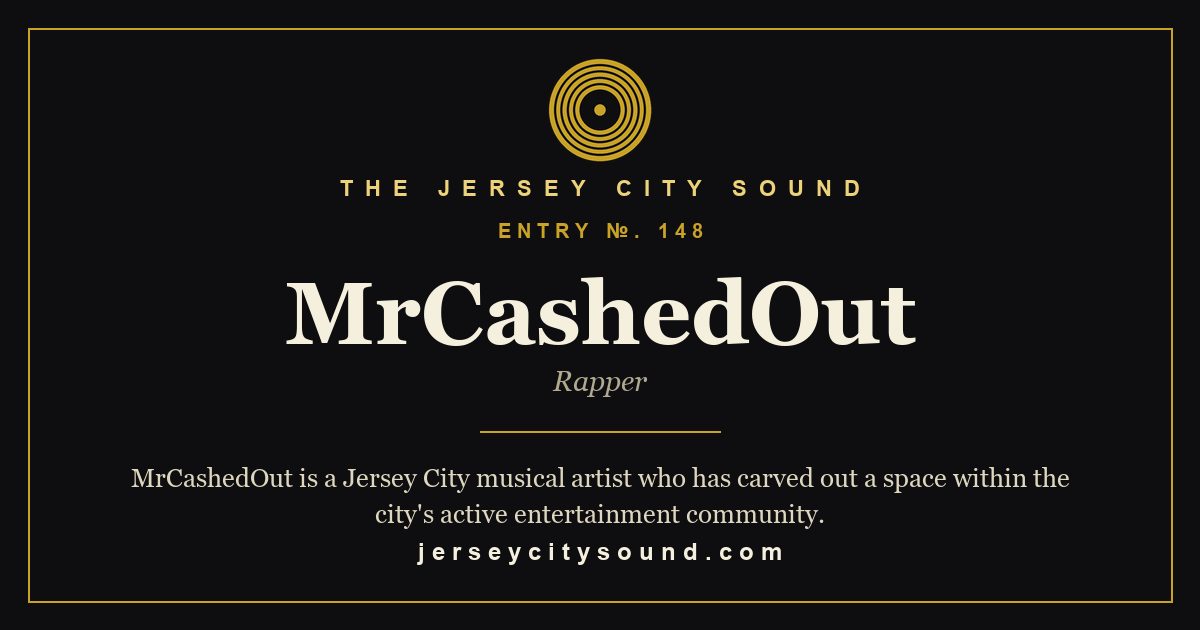 THE JERSEY CITY SOUND
ENTRY №. 148
MrCashedOut
Rapper
MrCashedOut is a Jersey City musical artist who has carved out a space within the
city's active entertainment community.
jerseycitysound.com